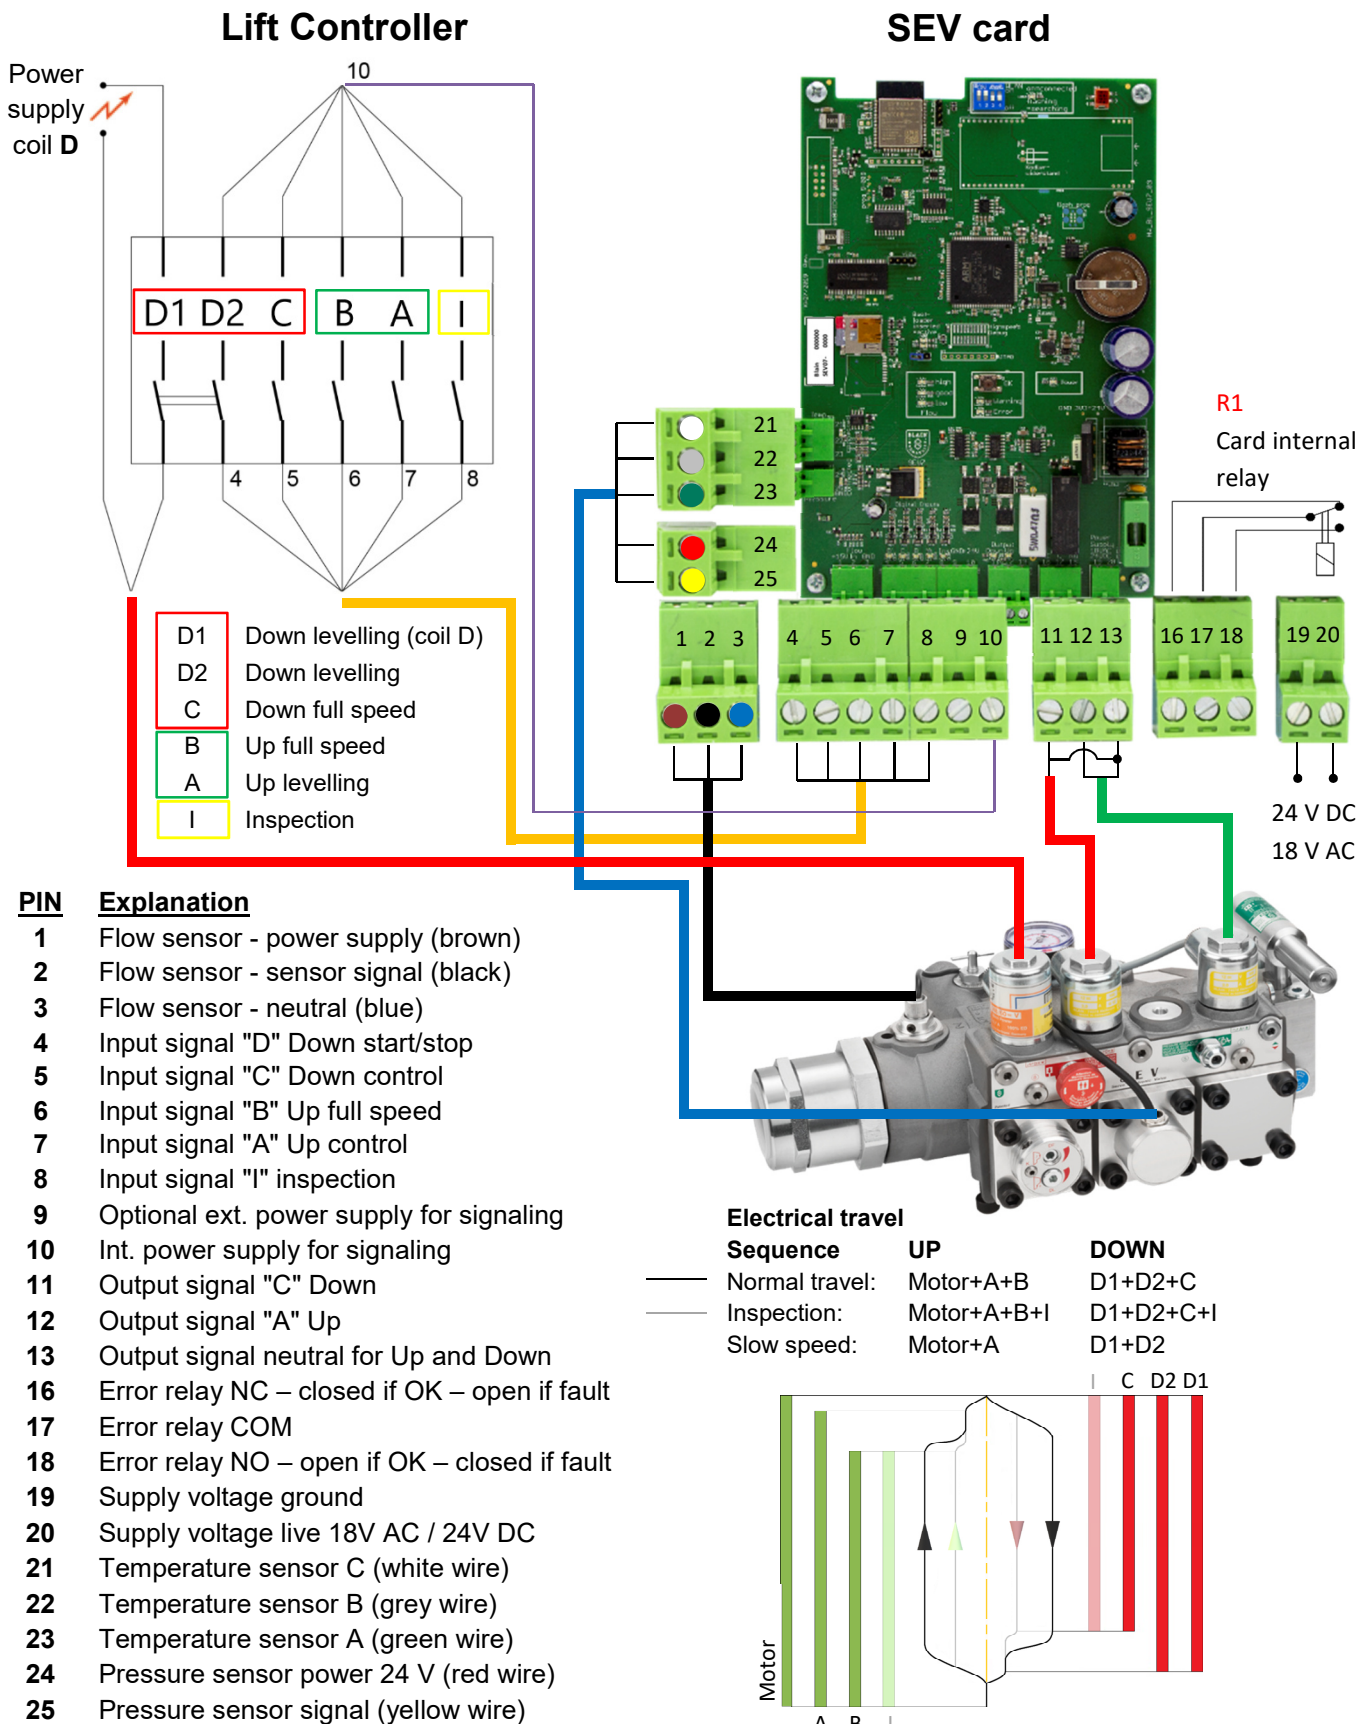 Lift Controller
SEV card
Power
supply
coil D
10
D1 D2 C B A I
4 5 6 7 8
21
22
23
24
25
R1
Card internal
relay
1 2 3 4 5 6 7 8 9 10 11 12 13 16 17 18 19 20
24 V DC
18 V AC
D1 Down levelling (coil D)
D2 Down levelling
C Down full speed
B Up full speed
A Up levelling
I Inspection
PIN Explanation
1 Flow sensor - power supply (brown)
2 Flow sensor - sensor signal (black)
3 Flow sensor - neutral (blue)
4 Input signal "D" Down start/stop
5 Input signal "C" Down control
6 Input signal "B" Up full speed
7 Input signal "A" Up control
8 Input signal "I" inspection
9 Optional ext. power supply for signaling
10 Int. power supply for signaling
11 Output signal "C" Down
12 Output signal "A" Up
13 Output signal neutral for Up and Down
16 Error relay NC – closed if OK – open if fault
17 Error relay COM
18 Error relay NO – open if OK – closed if fault
19 Supply voltage ground
20 Supply voltage live 18V AC / 24V DC
21 Temperature sensor C (white wire)
22 Temperature sensor B (grey wire)
23 Temperature sensor A (green wire)
24 Pressure sensor power 24 V (red wire)
25 Pressure sensor signal (yellow wire)
Electrical travel
Sequence UP DOWN
Normal travel: Motor+A+B D1+D2+C
Inspection: Motor+A+B+I D1+D2+C+I
Slow speed: Motor+A D1+D2
I C D2 D1
Motor
A B I